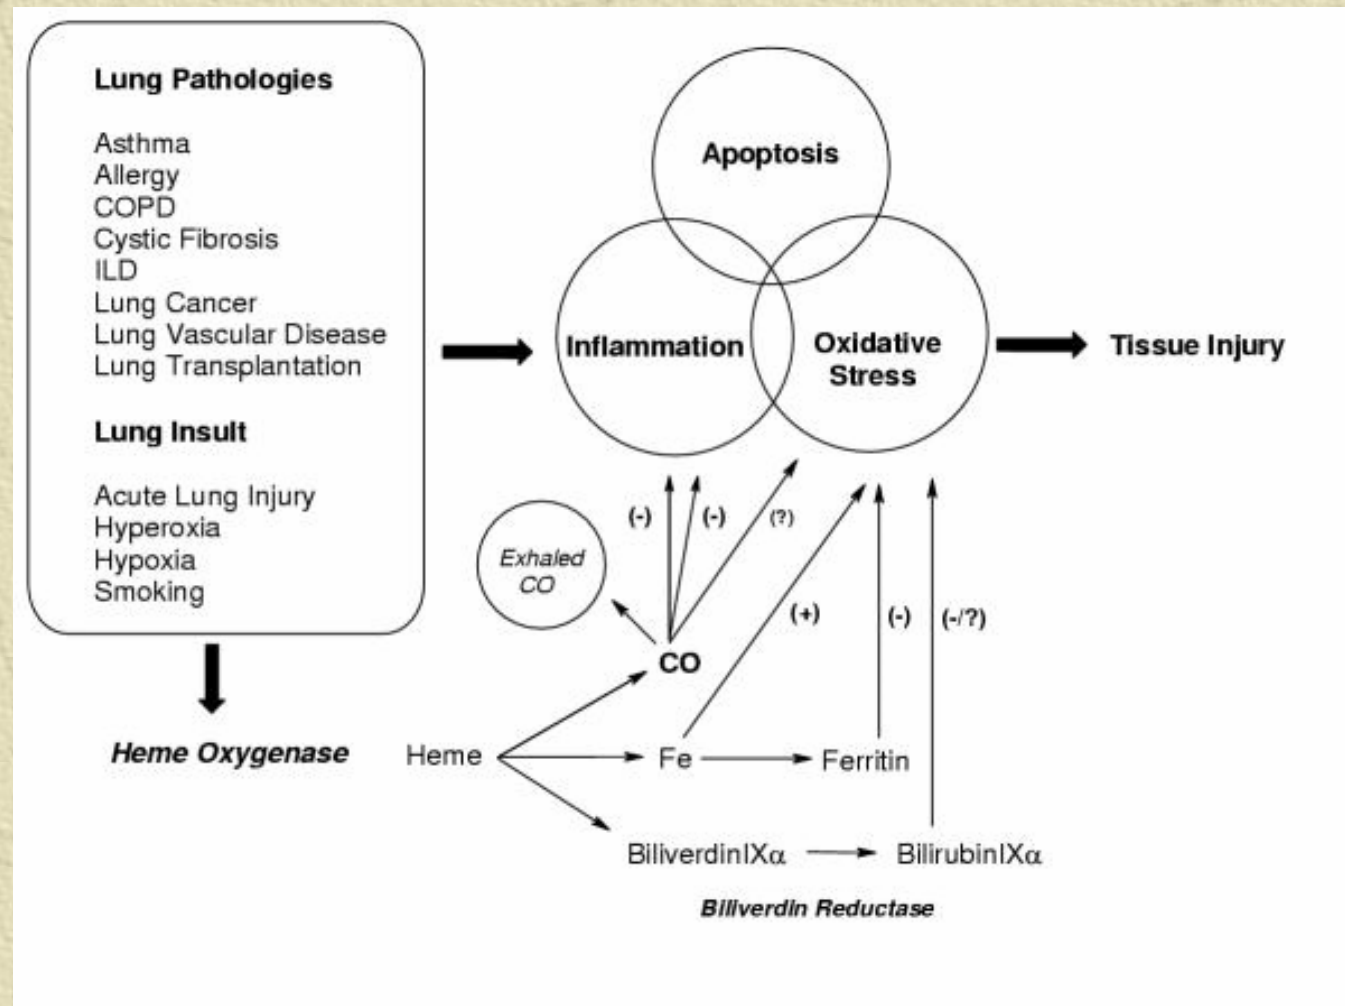 Lung Pathologies
Asthma
Allergy
COPD
Cystic Fibrosis
ILD
Lung Cancer
Lung Vascular Disease
Lung Transplantation
Lung Insult
Acute Lung Injury
Hyperoxia
Hypoxia
Smoking
Heme Oxygenase
Apoptosis
Inflammation
Oxidative
Stress
Tissue Injury
(-)
(-)
(?)
(+)
(-)
(-/?)
Exhaled
CO
CO
Heme
Fe
Ferritin
BiliverdinIXα
BilirubinIXα
Biliverdin Reductase